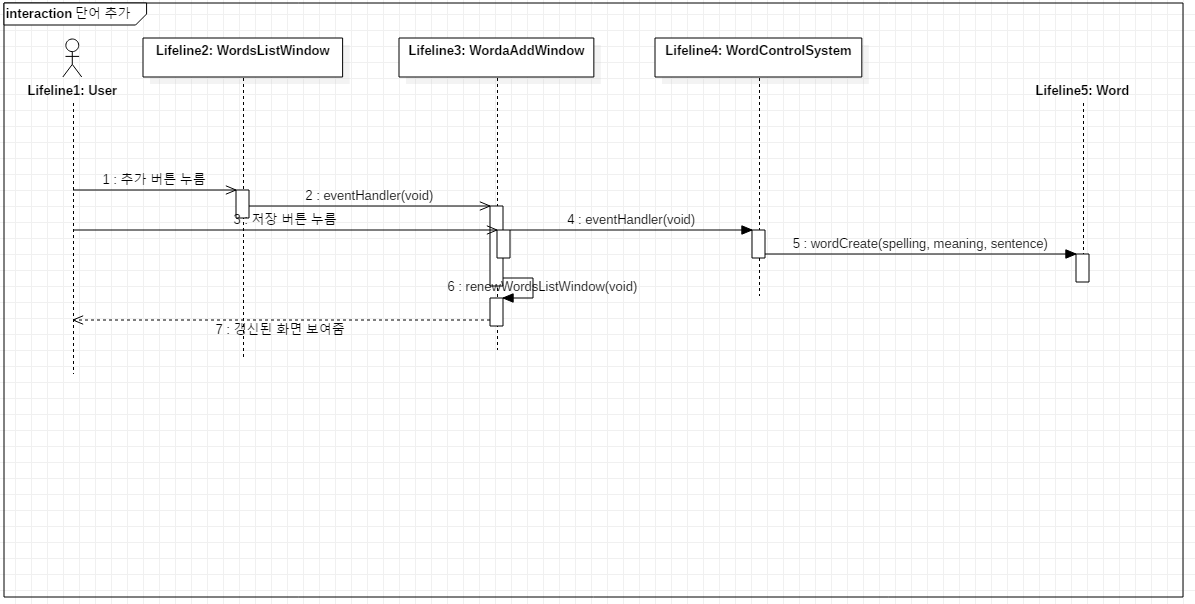 interaction 단어 추가
Lifeline2: WordsListWindow
Lifeline3: WordaAddWindow
Lifeline4: WordControlSystem
Lifeline1: User
Lifeline5: Word
1 : 추가 버튼 누름
2 : eventHandler(void)
3 : 저장 버튼 누름
4 : eventHandler(void)
5 : wordCreate(spelling, meaning, sentence)
6 : renewWordsListWindow(void)
7 : 갱신된 화면 보여줌